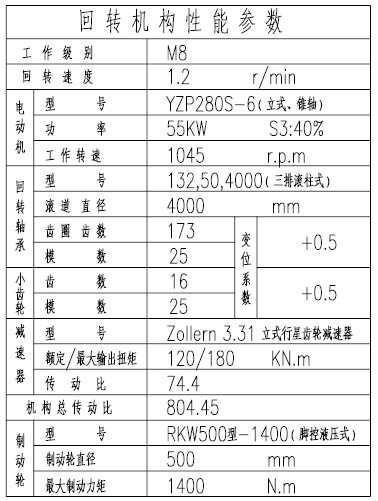 回转机构性能参数
工作级别 M8
回转速度 1.2 r/min
电动机
型号 YZP280S-6(立式、锥轴)
功率 55KW S3:40%
工作转速 1045 r.p.m
回转轴承
型号 132,50,4000(三排滚柱式)
滚道直径 4000 mm
齿圈齿数 173
模数 25
变位系数
+0.5
小齿轮
齿数 16
模数 25
+0.5
减速器
型号 Zollern 3.31 立式行星齿轮减速器
额定/最大输出扭矩 120/180 KN.m
传动比 74.4
机构总传动比 804.45
制动轮
型号 RKW500型-1400(脚控液压式)
制动轮直径 500 mm
最大制动力矩 1400 N.m